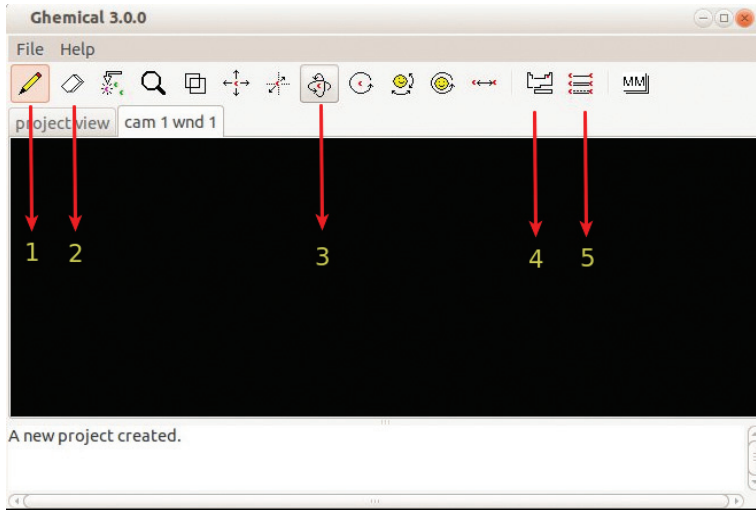 Ghemical 3.0.0
File Help
MM
project view cam 1 wnd 1
1 2 3 4 5
A new project created.